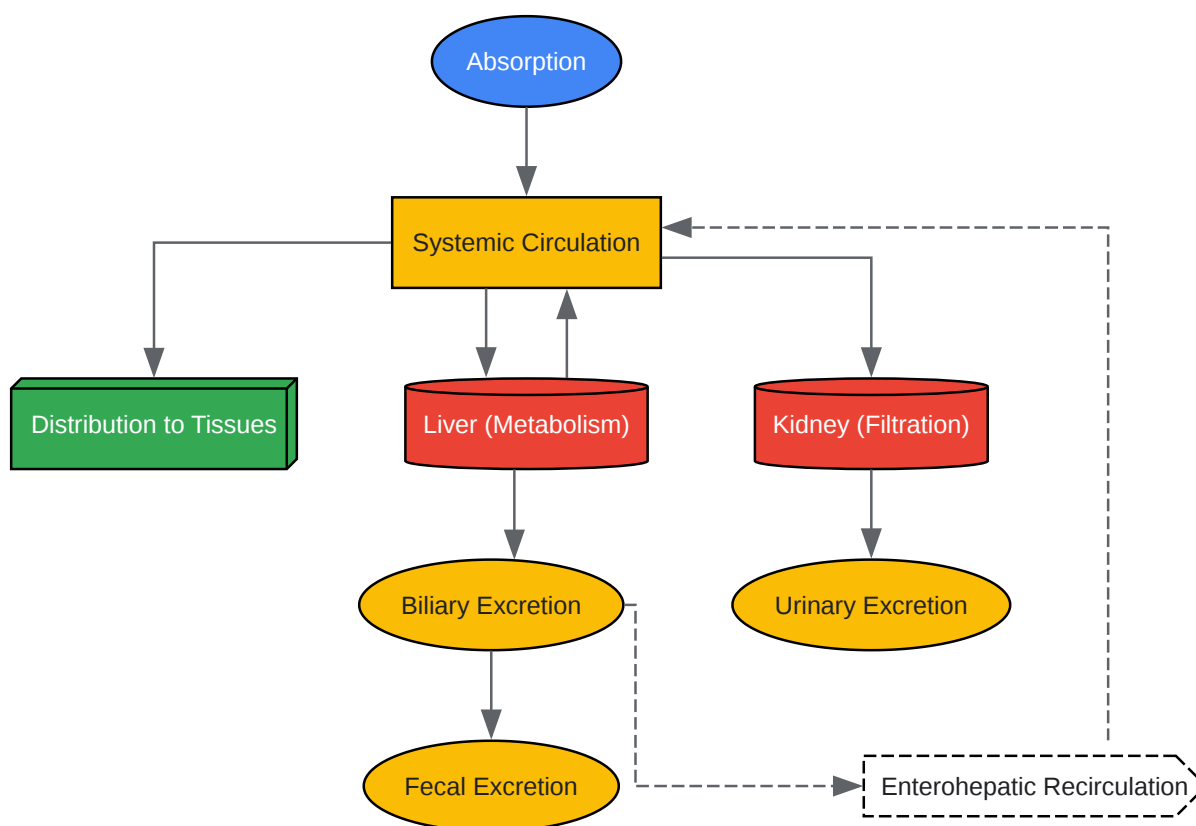 Absorption
Systemic Circulation
Distribution to Tissues
Liver (Metabolism)
Kidney (Filtration)
Biliary Excretion
Urinary Excretion
Fecal Excretion
Enterohepatic Recirculation